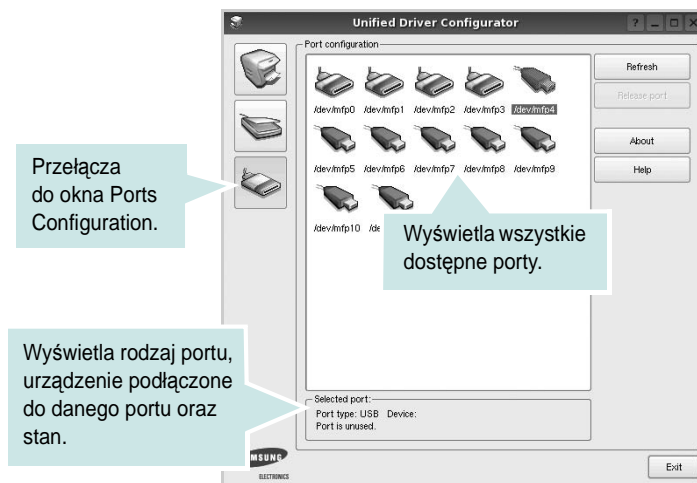 Unified Driver Configurator
Port configuration
/dev/mfp0 /dev/mfp1 /dev/mfp2 /dev/mfp3 /dev/mfp4
/dev/mfp5 /dev/mfp6 /dev/mfp7 /dev/mfp8 /dev/mfp9
/dev/mfp10 /de
Refresh
Release port
About
Help
Przełącza
do okna Ports
Configuration.
Wyświetla wszystkie
dostępne porty.
Wyświetla rodzaj portu,
urządzenie podłączone
do danego portu oraz
stan.
Selected port:
Port type: USB Device:
Port is unused.
MSUNG
ELECTRONICS
Exit